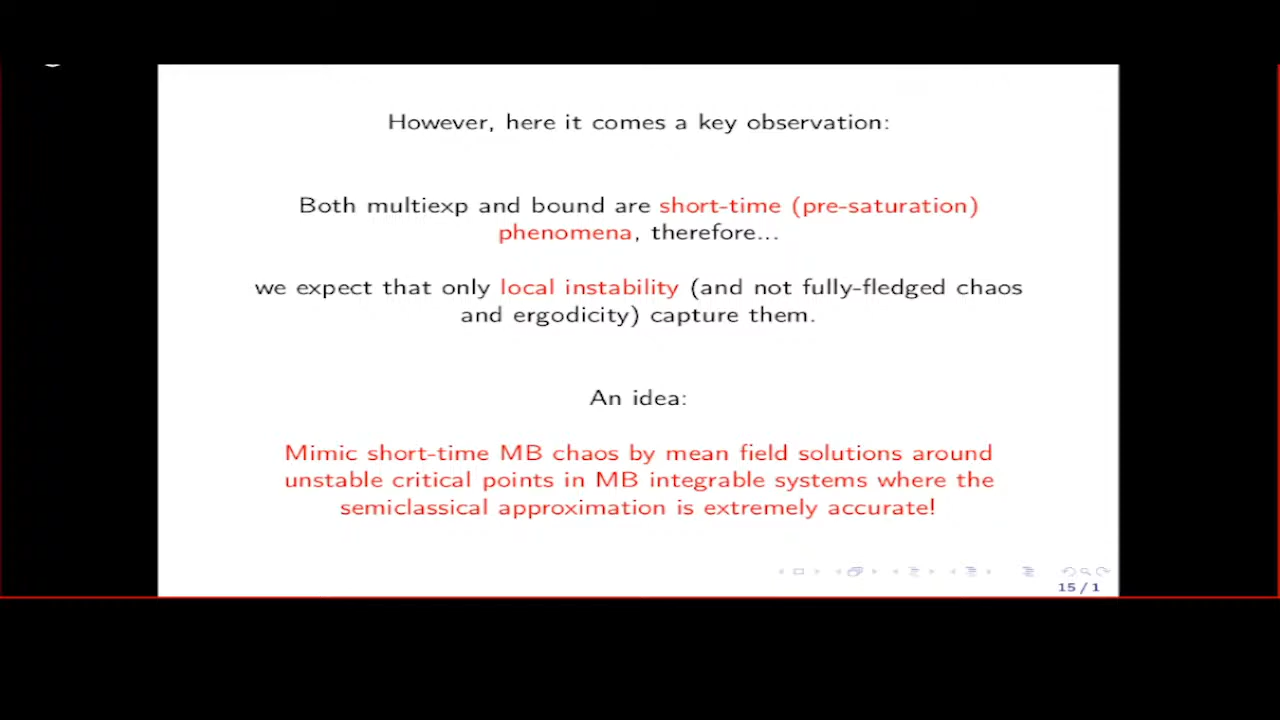 However, here it comes a key observation:
Both multiexp and bound are short-time (pre-saturation)
phenomena, therefore...
we expect that only local instability (and not fully-fledged chaos
and ergodicity) capture them.
An idea:
Mimic short-time MB chaos by mean field solutions around
unstable critical points in MB integrable systems where the
semiclassical approximation is extremely accurate!
15 / 1